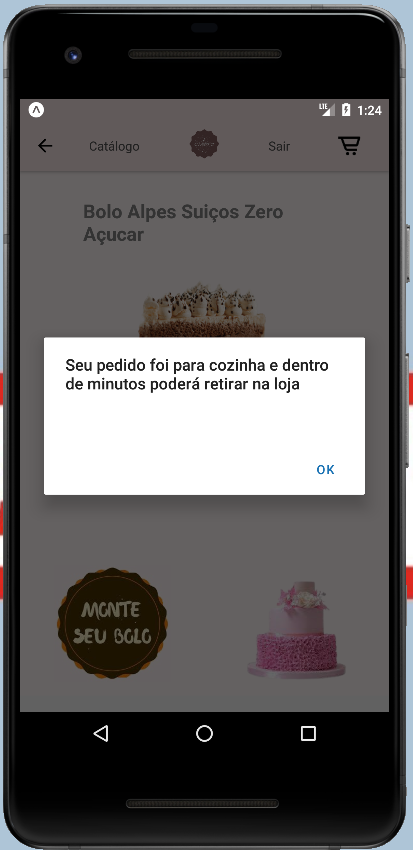 LTE
1:24
Catálogo
Sair
Bolo Alpes Suiços Zero
Açucar
Seu pedido foi para cozinha e dentro
de minutos poderá retirar na loja
OK
MONTE
SEU BOLO